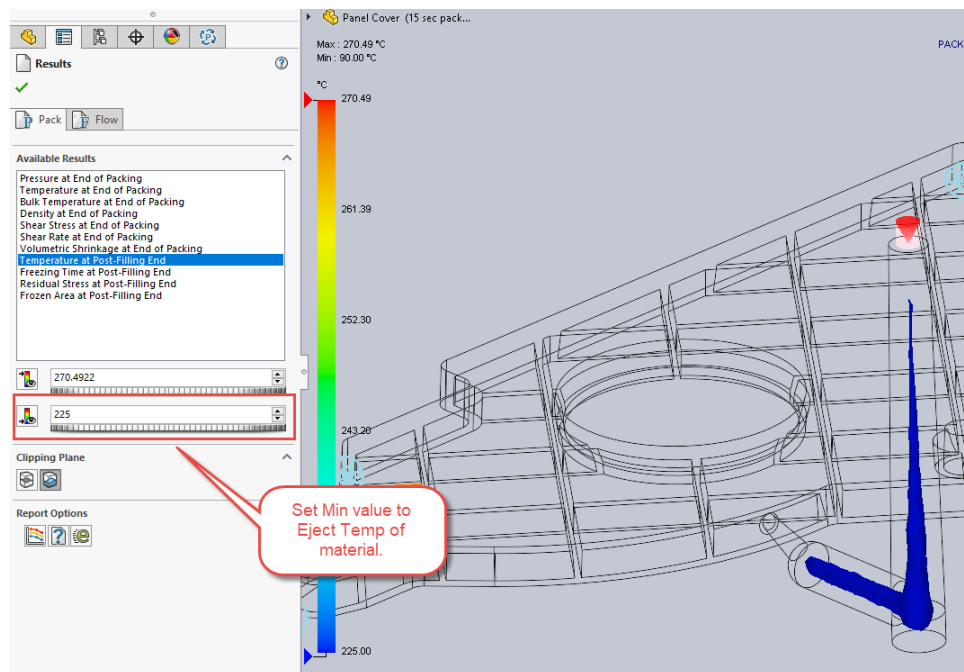 Panel Cover (15 sec pack...
Results
Max : 270.49 °C
Min : 90.00 °C
PACK
°C
Pack
Flow
Available Results
Pressure at End of Packing
Temperature at End of Packing
Bulk Temperature at End of Packing
Density at End of Packing
Shear Stress at End of Packing
Shear Rate at End of Packing
Volumetric Shrinkage at End of Packing
Temperature at Post-Filling End
Freezing Time at Post-Filling End
Residual Stress at Post-Filling End
Frozen Area at Post-Filling End
270.4922
225
Clipping Plane
Report Options
Set Min value to
Eject Temp of
material.
270.49
261.39
252.30
243.20
225.00